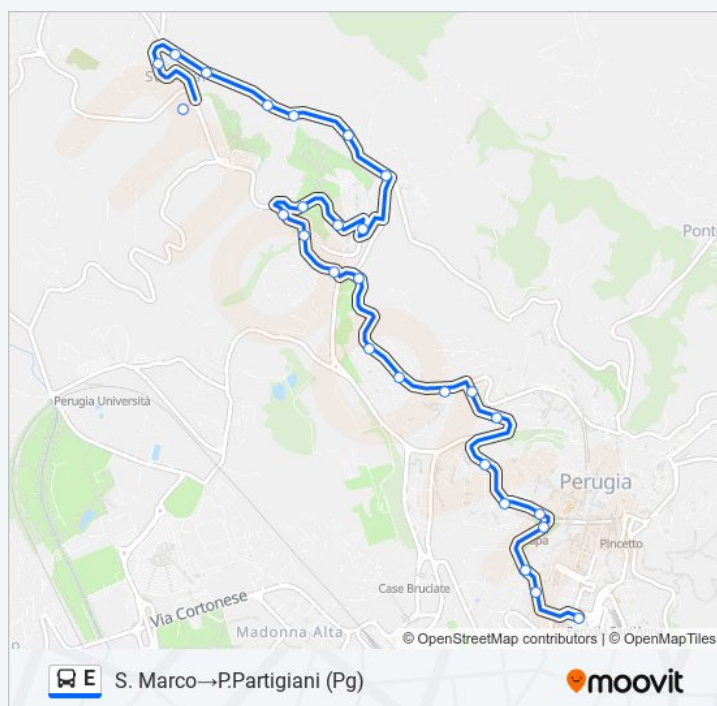 Ponte
Perugia Università
Perugia
Pincetto
Case Bruciate
Via Cortonese
Madonna Alta
© OpenStreetMap contributors | © OpenMapTiles
E S. Marco→P.Partigiani (Pg)
moovit